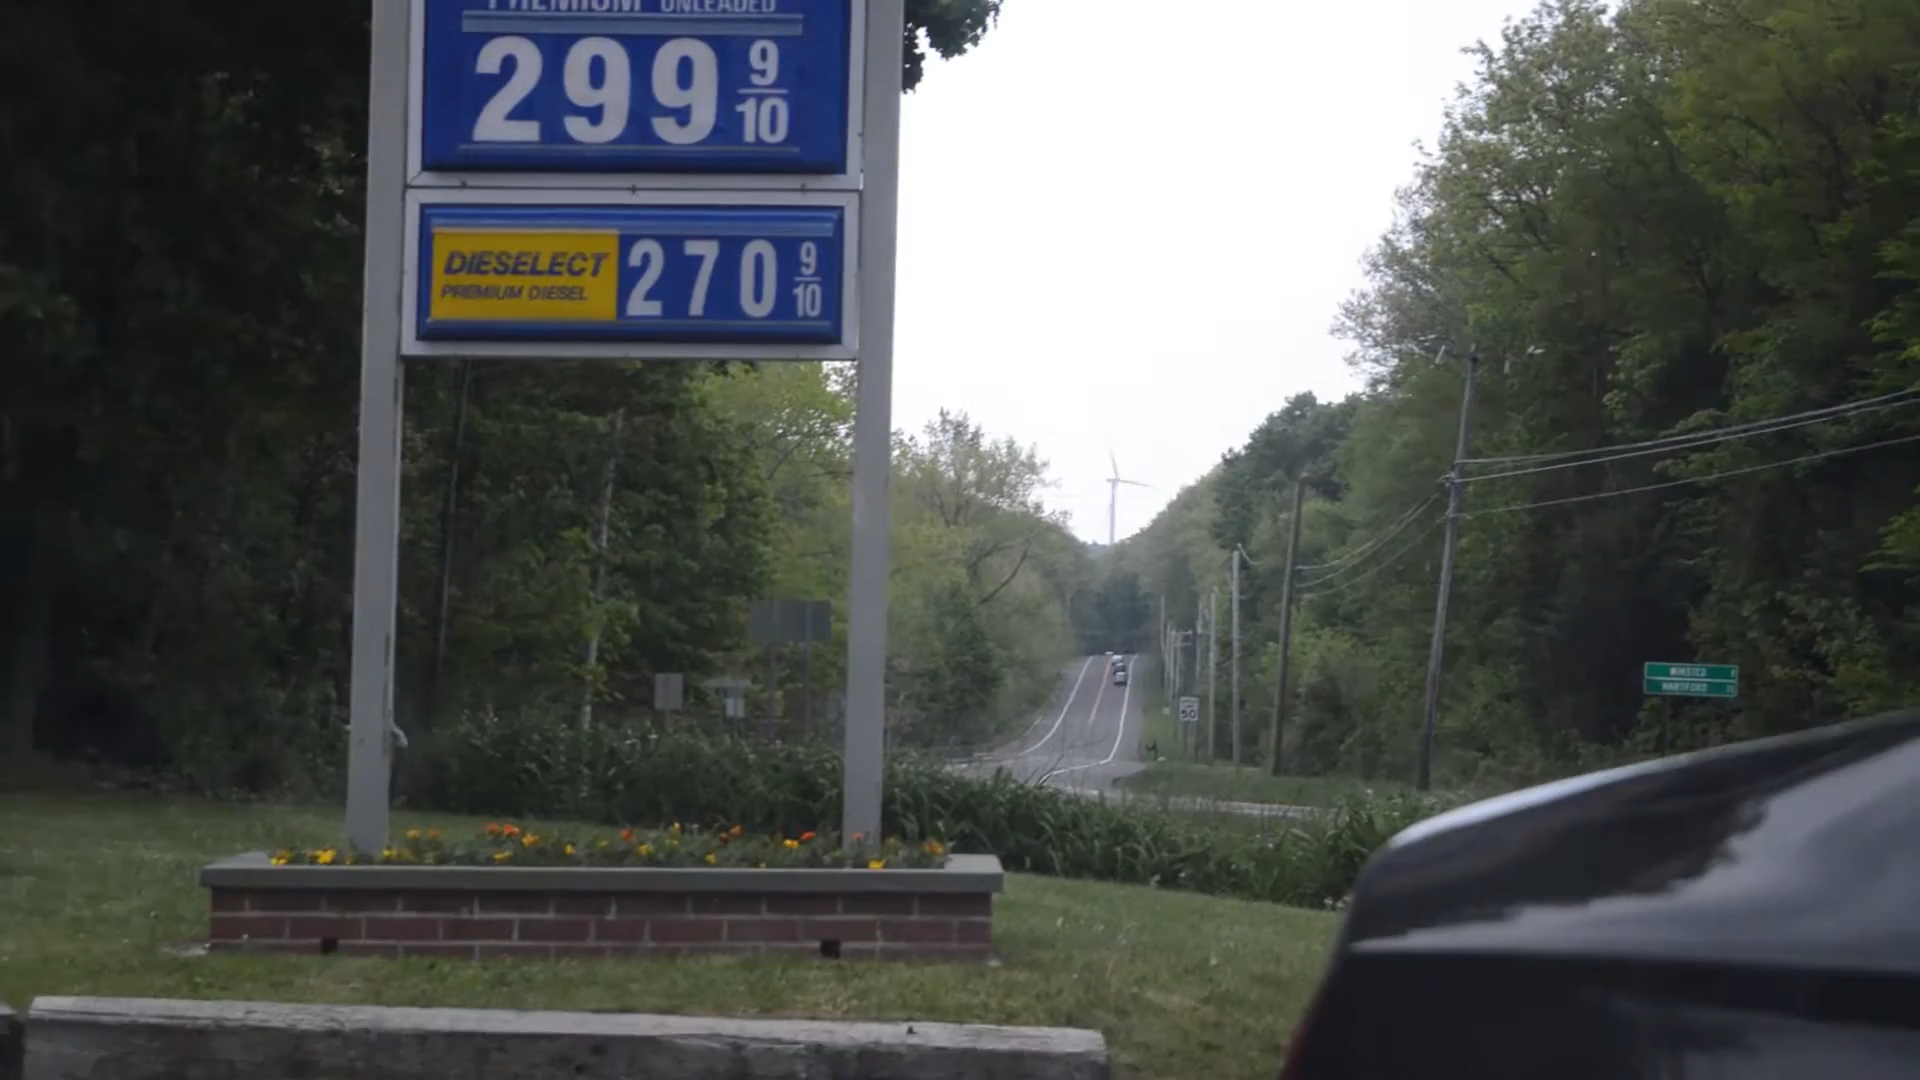 PREMIUM UNLEADED
299 9/10
DIESELECT
PREMIUM DIESEL
270 9/10
50
WINSTED
HARTFORD